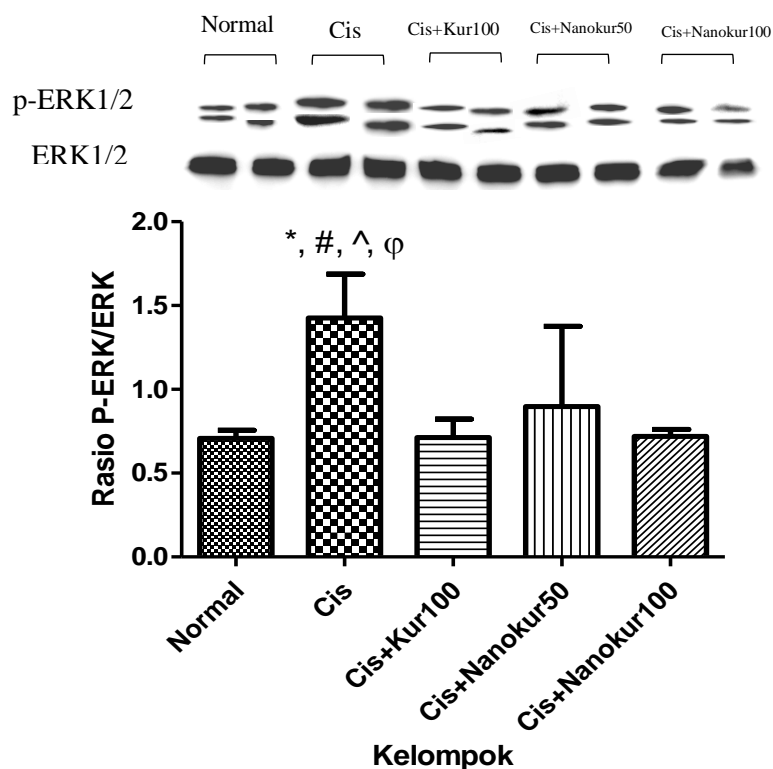 Normal Cis Cis+Kur100 Cis+Nanokur50 Cis+Nanokur100
p-ERK1/2
ERK1/2
*, #, ^, φ
Rasio P-ERK/ERK
2.0
1.5
1.0
0.5
0.0
Normal
Cis
Cis+Kur100
Cis+Nanokur50
Cis+Nanokur100
Kelompok